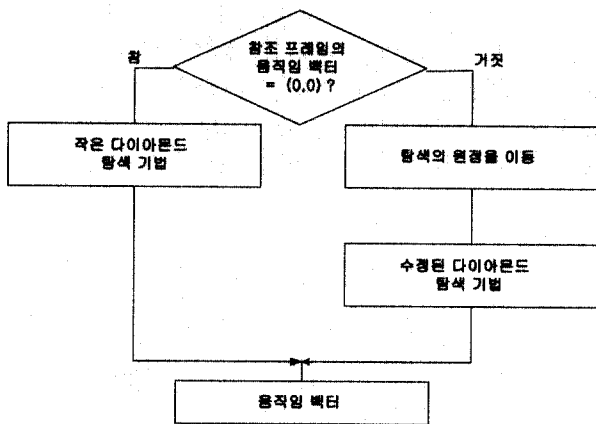 참조 프레임의
움직임 백터
= (0,0) ?
참
거짓
작은 다이아몬드
탐색 기법
탐색의 원점을 이동
수정된 다이아몬드
탐색 기법
움직임 백터